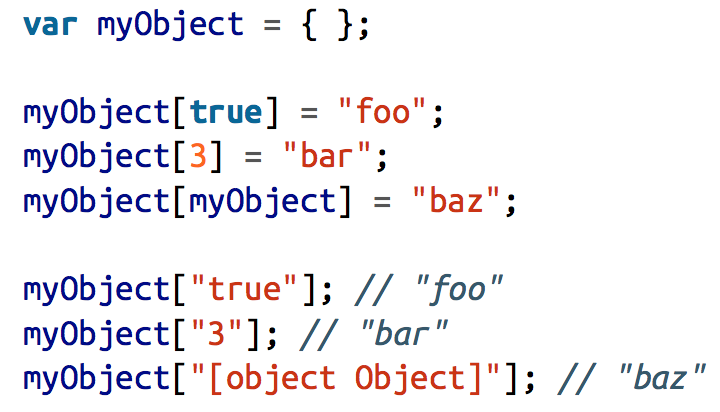 var myObject = { };
myObject[true] = "foo";
myObject[3] = "bar";
myObject[myObject] = "baz";
myObject["true"]; // "foo"
myObject["3"]; // "bar"
myObject["[object Object]"]; // "baz"